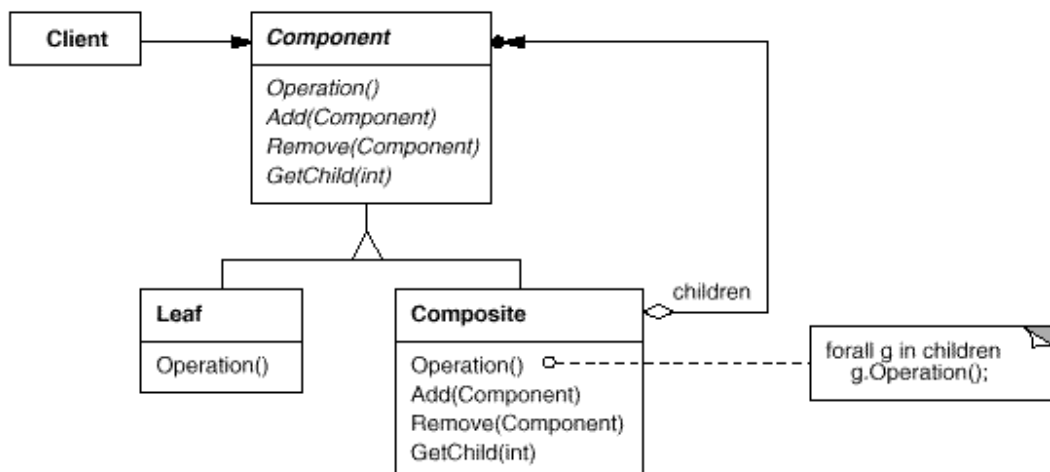 Client
Component
Operation()
Add(Component)
Remove(Component)
GetChild(int)
Leaf
Operation()
Composite
Operation()
Add(Component)
Remove(Component)
GetChild(int)
children
forall g in children
g.Operation();